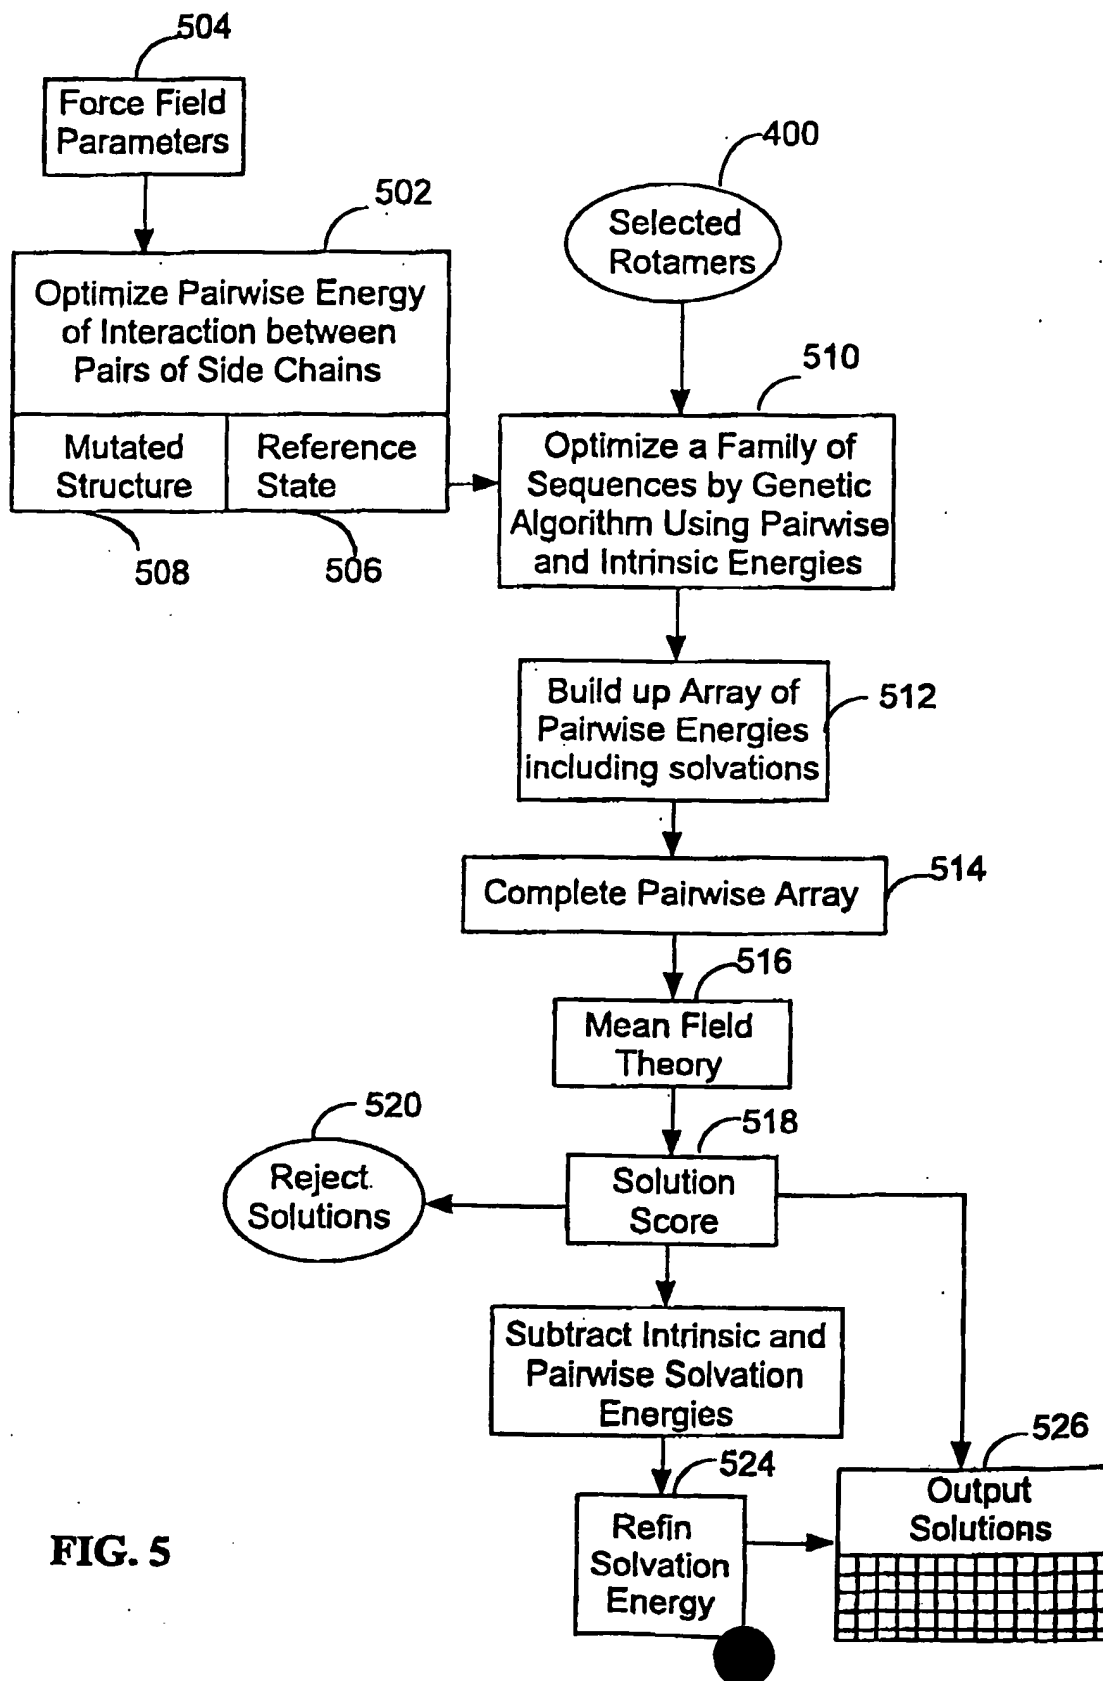 504
Force Field
Parameters
502
Optimize Pairwise Energy
of Interaction between
Pairs of Side Chains
Mutated
Structure
Reference
State
508
506
400
Selected
Rotamers
510
Optimize a Family of
Sequences by Genetic
Algorithm Using Pairwise
and Intrinsic Energies
Build up Array of
Pairwise Energies
including solvations
512
Complete Pairwise Array
514
516
Mean Field
Theory
520
Reject
Solutions
518
Solution
Score
Subtract Intrinsic and
Pairwise Solvation
Energies
524
Refin
Solvation
Energy
526
Output
Solutions
FIG. 5